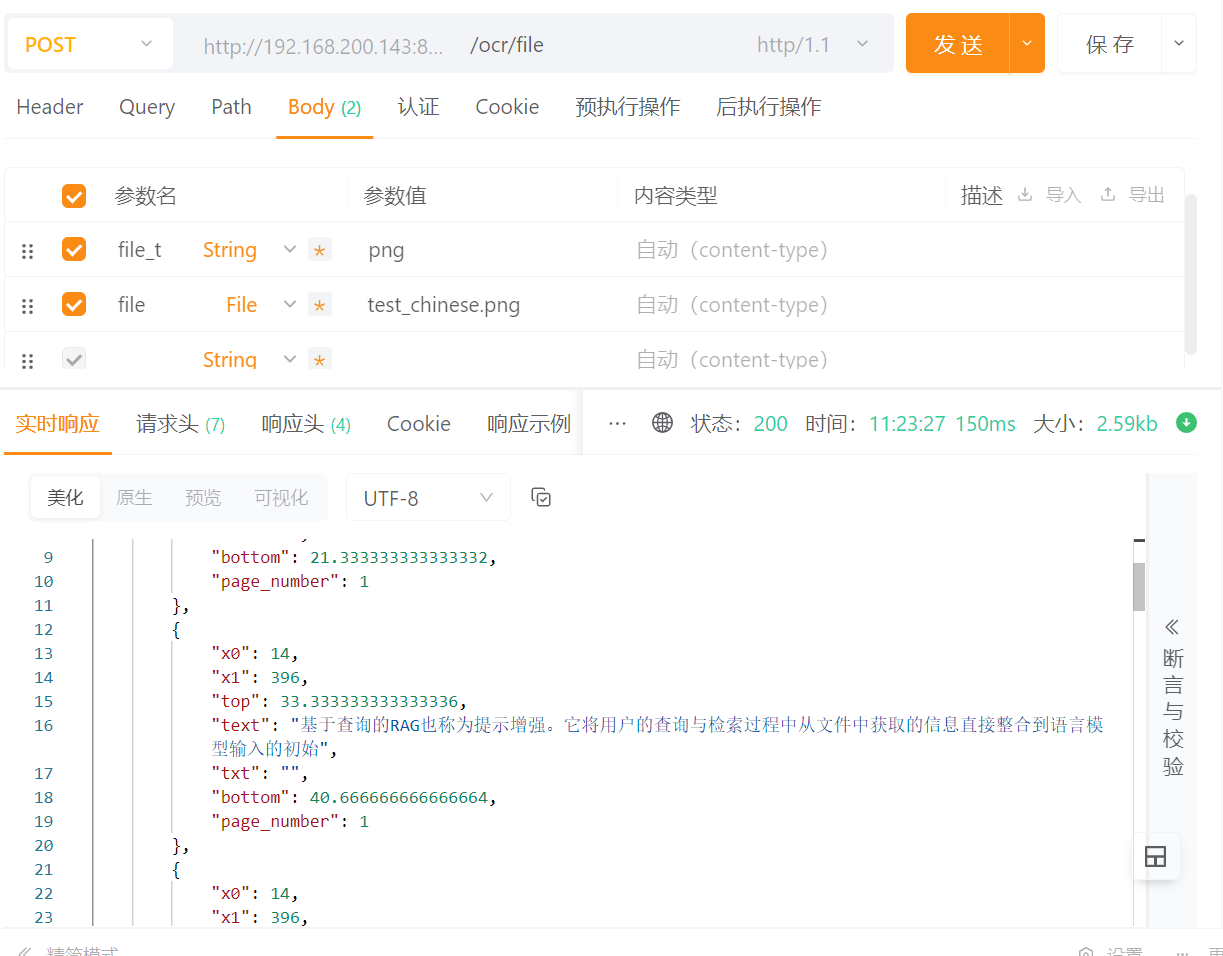 POST http://192.168.200.143:8... /ocr/file http/1.1 发送 保存
Header Query Path Body (2) 认证 Cookie 预执行操作 后执行操作
参数名 参数值 内容类型 描述 导入 导出
file_t String * png 自动（content-type）
file File * test_chinese.png 自动（content-type）
String * 自动（content-type）
实时响应 请求头 (7) 响应头 (4) Cookie 响应示例 ... 状态： 200 时间： 11:23:27 150ms 大小： 2.59kb
美化 原生 预览 可视化 UTF-8
9 "bottom": 21.333333333333332,
10 "page_number": 1
11 },
12 {
13 "x0": 14,
14 "x1": 396,
15 "top": 33.333333333333336,
16 "text": "基于查询的RAG也称为提示增强。它将用户的查询与检索过程中从文件中获取的信息直接整合到语言模
型输入的初始",
17 "txt": "",
18 "bottom": 40.666666666666664,
19 "page_number": 1
20 },
21 {
22 "x0": 14,
23 "x1": 396,
断言与校验
精简模式 设置